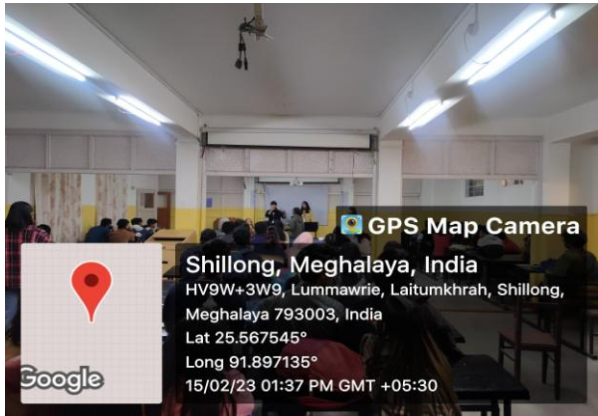 GPS Map Camera
Shillong, Meghalaya, India
HV9W+3W9, Lummawrie, Laitumkhrah, Shillong,
Meghalaya 793003, India
Lat 25.567545°
Long 91.897135°
15/02/23 01:37 PM GMT +05:30
Google